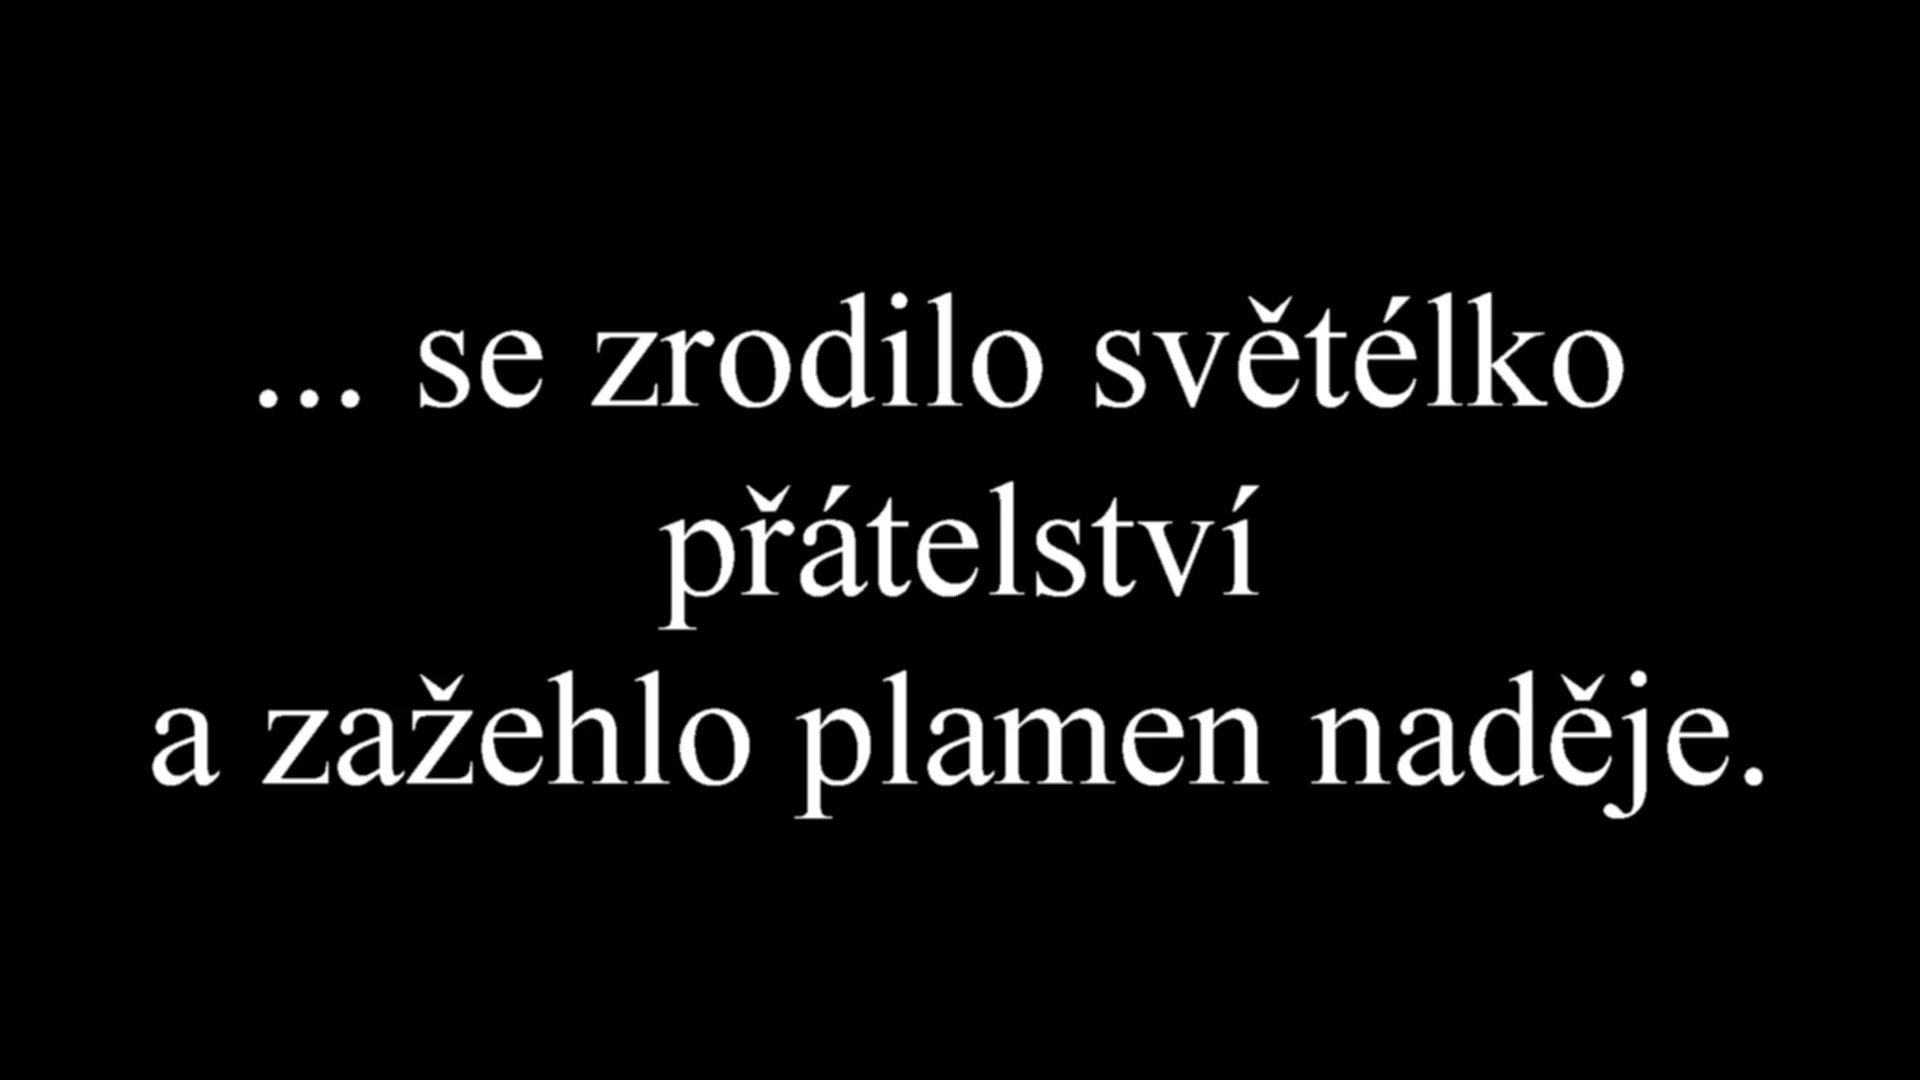 ... se zrodilo světélko
přátelství
a zažehlo plamen naděje.